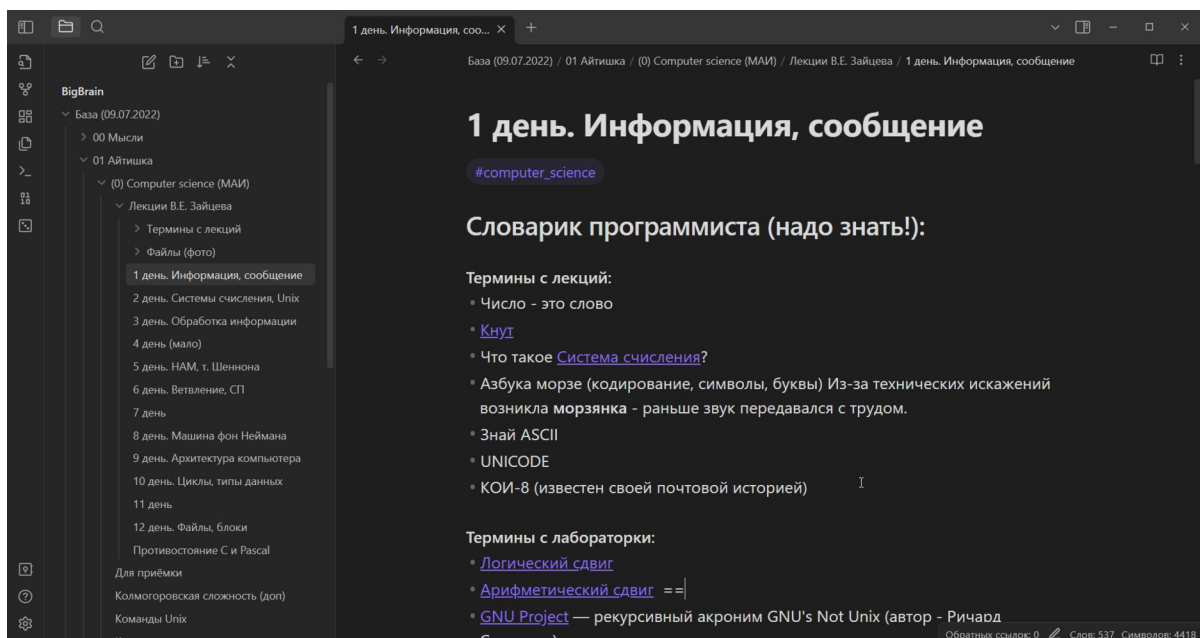 1 день. Информация, соо...
База (09.07.2022) / 01 Айтишка / (0) Computer science (МАИ) / Лекции В.Е. Зайцева / 1 день. Информация, сообщение
BigBrain
База (09.07.2022)
00 Мысли
01 Айтишка
(0) Computer science (МАИ)
Лекции В.Е. Зайцева
Термины с лекций
Файлы (фото)
1 день. Информация, сообщение
2 день. Системы счисления, Unix
3 день. Обработка информации
4 день (мало)
5 день. НАМ, т. Шеннона
6 день. Ветвление, СП
7 день
8 день. Машина фон Неймана
9 день. Архитектура компьютера
10 день. Циклы, типы данных
11 день
12 день. Файлы, блоки
Противостояние C и Pascal
Для приёмки
Колмогоровская сложность (доп)
Команды Unix
1 день. Информация, сообщение
#computer_science
Словарик программиста (надо знать!):
Термины с лекций:
• Число - это слово
• Кнут
• Что такое Система счисления?
• Азбука морзе (кодирование, символы, буквы) Из-за технических искажений
возникла морзянка - раньше звук передавался с трудом.
• Знай ASCII
• UNICODE
• КОИ-8 (известен своей почтовой историей)
Термины с лабораторки:
• Логический сдвиг
• Арифметический сдвиг ==
• GNU Project — рекурсивный акроним GNU's Not Unix (автор - Ричард
Обратных ссылок: 0 Слов: 537 Символов: 4418